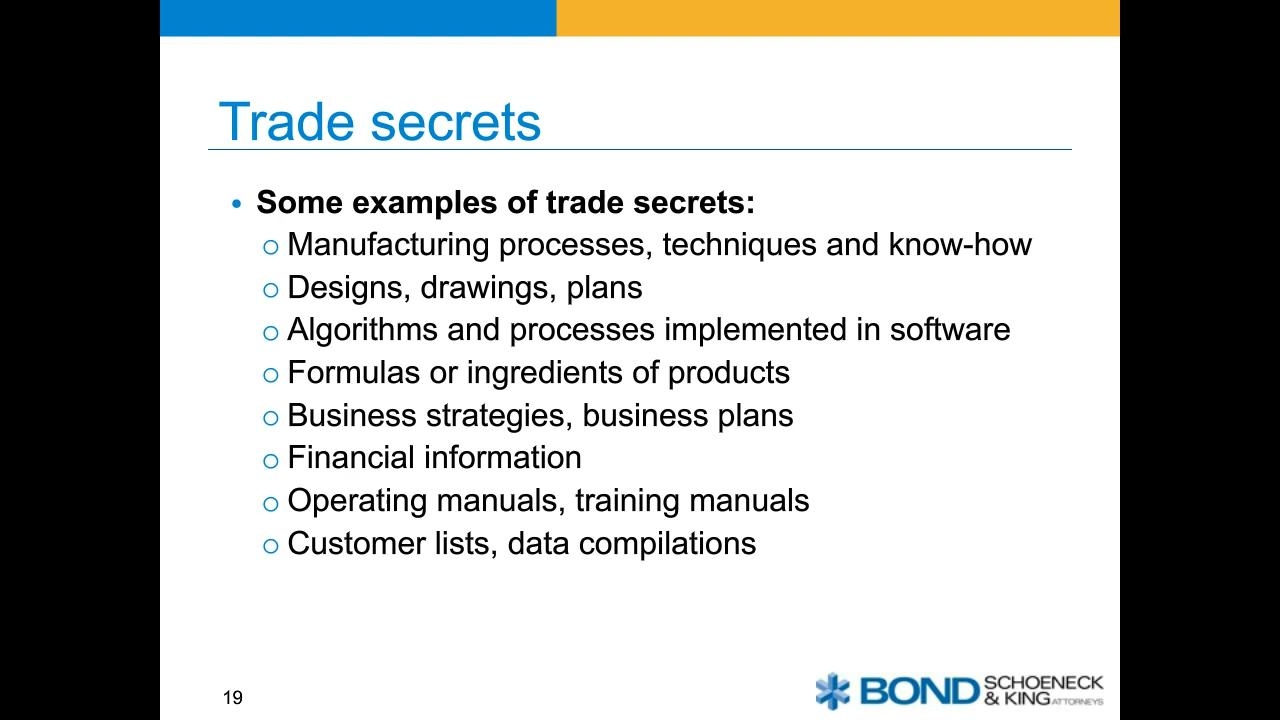 Trade secrets
• Some examples of trade secrets:
○ Manufacturing processes, techniques and know-how
○ Designs, drawings, plans
○ Algorithms and processes implemented in software
○ Formulas or ingredients of products
○ Business strategies, business plans
○ Financial information
○ Operating manuals, training manuals
○ Customer lists, data compilations
19
BOND SCHOENECK
& KING ATTORNEYS